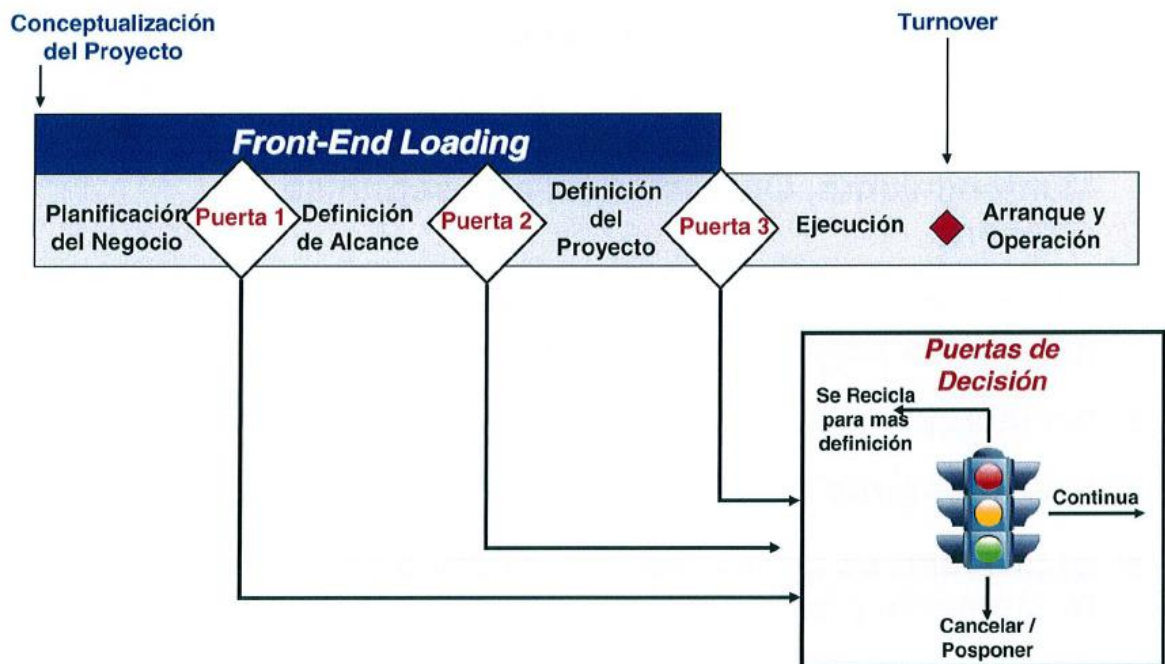 Conceptualización
del Proyecto
Turnover
Front-End Loading
Planificación
del Negocio
Puerta 1
Definición
de Alcance
Puerta 2
Definición
del
Proyecto
Puerta 3
Ejecución
Arranque y
Operación
Puertas de
Decisión
Se Recicla
para mas
definición
Continua
Cancelar /
Posponer